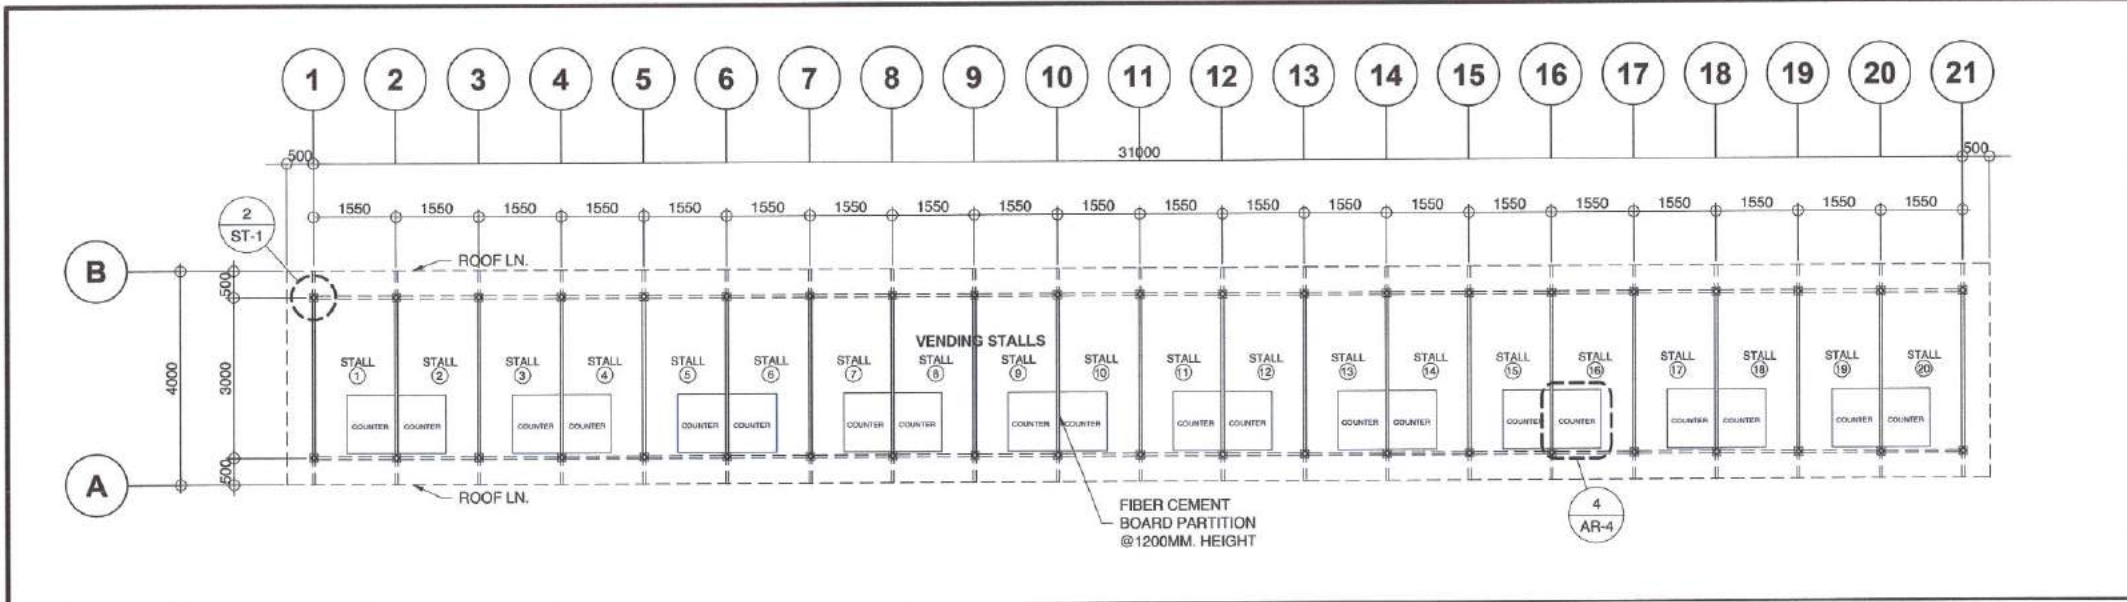 1 2 3 4 5 6 7 8 9 10 11 12 13 14 15 16 17 18 19 20 21
500 31000 500
1550 1550 1550 1550 1550 1550 1550 1550 1550 1550 1550 1550 1550 1550 1550 1550 1550 1550 1550 1550
2
ST-1
ROOF LN.
B
500
4000
3000
500
A
VENDING STALLS
STALL STALL STALL STALL STALL STALL STALL STALL STALL STALL STALL STALL STALL STALL STALL STALL STALL STALL STALL STALL
1 2 3 4 5 6 7 8 9 10 11 12 13 14 15 16 17 18 19 20
COUNTER COUNTER COUNTER COUNTER COUNTER COUNTER COUNTER COUNTER COUNTER COUNTER COUNTER COUNTER COUNTER COUNTER COUNTER COUNTER COUNTER COUNTER COUNTER COUNTER
ROOF LN.
FIBER CEMENT
BOARD PARTITION
@1200MM. HEIGHT
4
AR-4